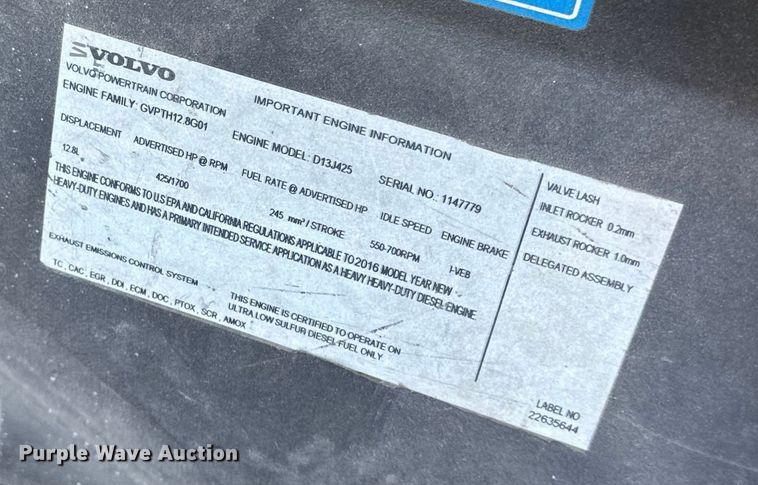 VOLVO
VOLVO POWERTRAIN CORPORATION
IMPORTANT ENGINE INFORMATION
ENGINE FAMILY: GVPTH12.8G01
ENGINE MODEL: D13J425
SERIAL NO.: 1147779
DISPLACEMENT
ADVERTISED HP @ RPM
FUEL RATE @ ADVERTISED HP
IDLE SPEED
ENGINE BRAKE
12.8L
425/1700
245 mm³ / STROKE
550-700RPM
I-VEB
THIS ENGINE CONFORMS TO U.S EPA AND CALIFORNIA REGULATIONS APPLICABLE TO 2016 MODEL YEAR NEW
HEAVY-DUTY ENGINES AND HAS A PRIMARY INTENDED SERVICE APPLICATION AS A HEAVY HEAVY-DUTY DIESEL ENGINE
EXHAUST EMISSIONS CONTROL SYSTEM
TC, CAC, EGR, DDI, ECM, DOC, PTOX, SCR, AMOX
THIS ENGINE IS CERTIFIED TO OPERATE ON
ULTRA LOW SULFUR DIESEL FUEL ONLY
VALVE LASH
INLET ROCKER 0.2mm
EXHAUST ROCKER 1.0mm
DELEGATED ASSEMBLY
LABEL NO
22635644
Purple Wave Auction